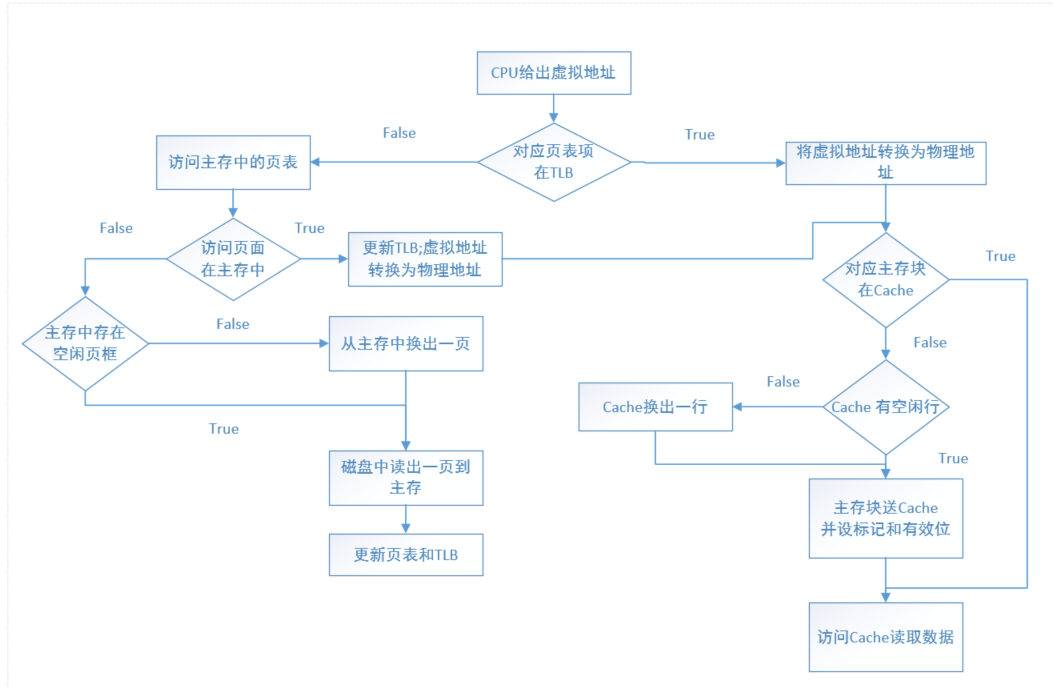 CPU给出虚拟地址
False
True
对应页表项
在TLB
访问主存中的页表
将虚拟地址转换为物理地
址
False
True
访问页面
在主存中
更新TLB;虚拟地址
转换为物理地址
对应主存块
在Cache
True
主存中存在
空闲页框
False
从主存中换出一页
False
False
Cache换出一行
Cache 有空闲行
True
True
磁盘中读出一页到
主存
主存块送Cache
并设标记和有效位
更新页表和TLB
访问Cache读取数据